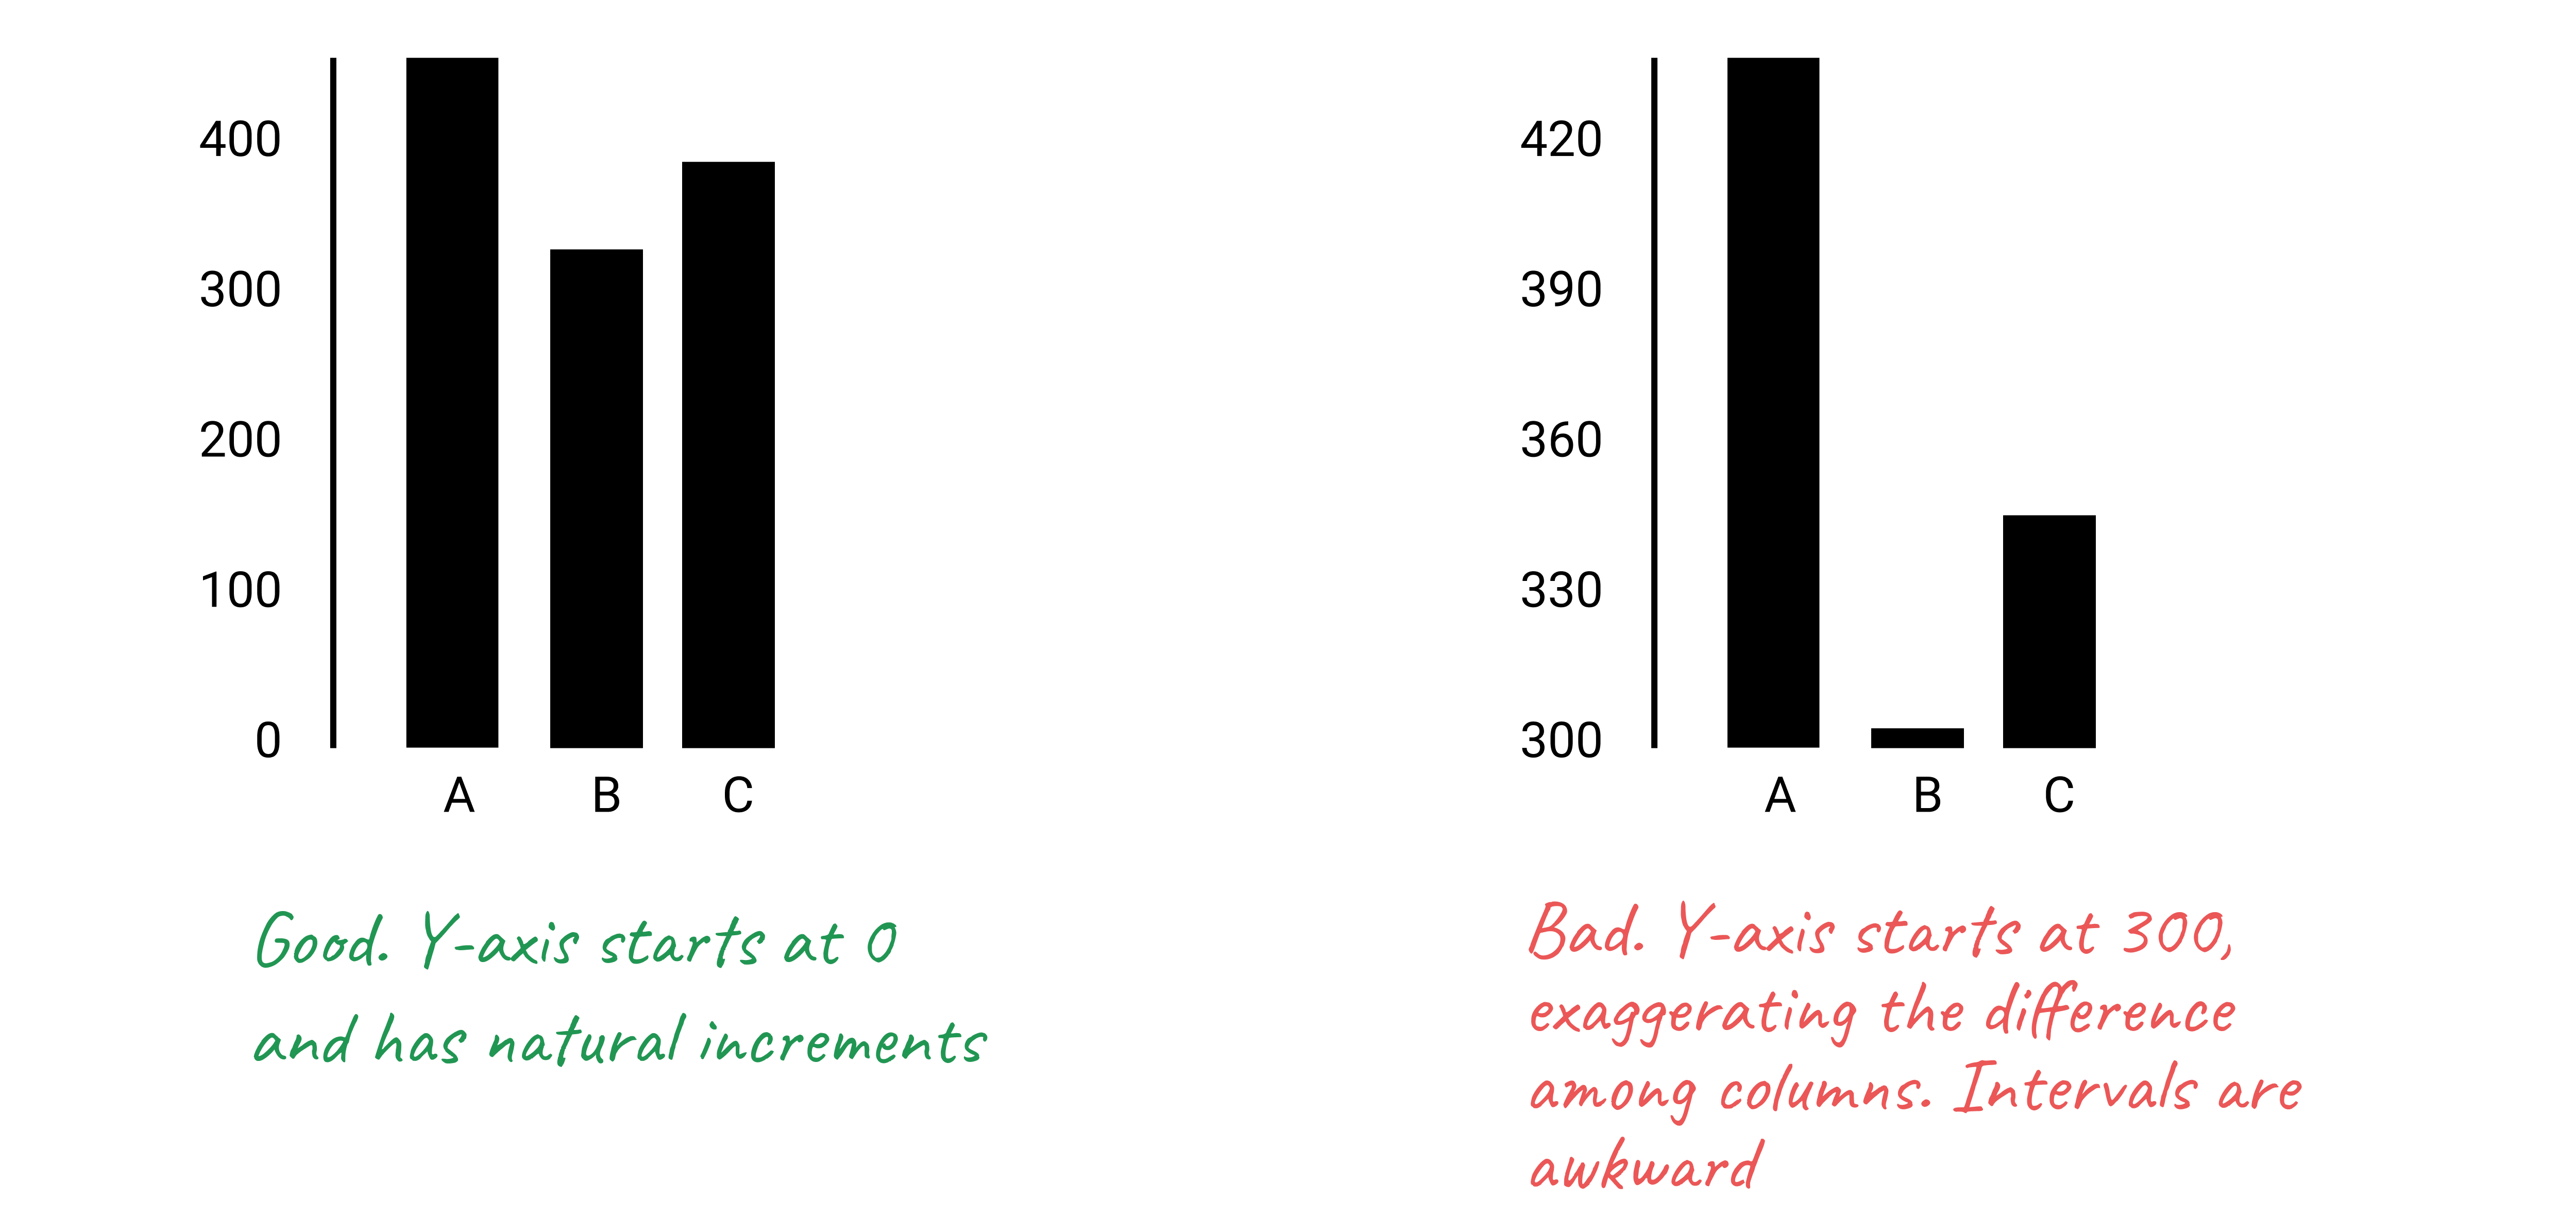 400
300
200
100
0
A B C
Good. Y-axis starts at 0
and has natural increments
420
390
360
330
300
A B C
Bad. Y-axis starts at 300,
exaggerating the difference
among columns. Intervals are
awkward